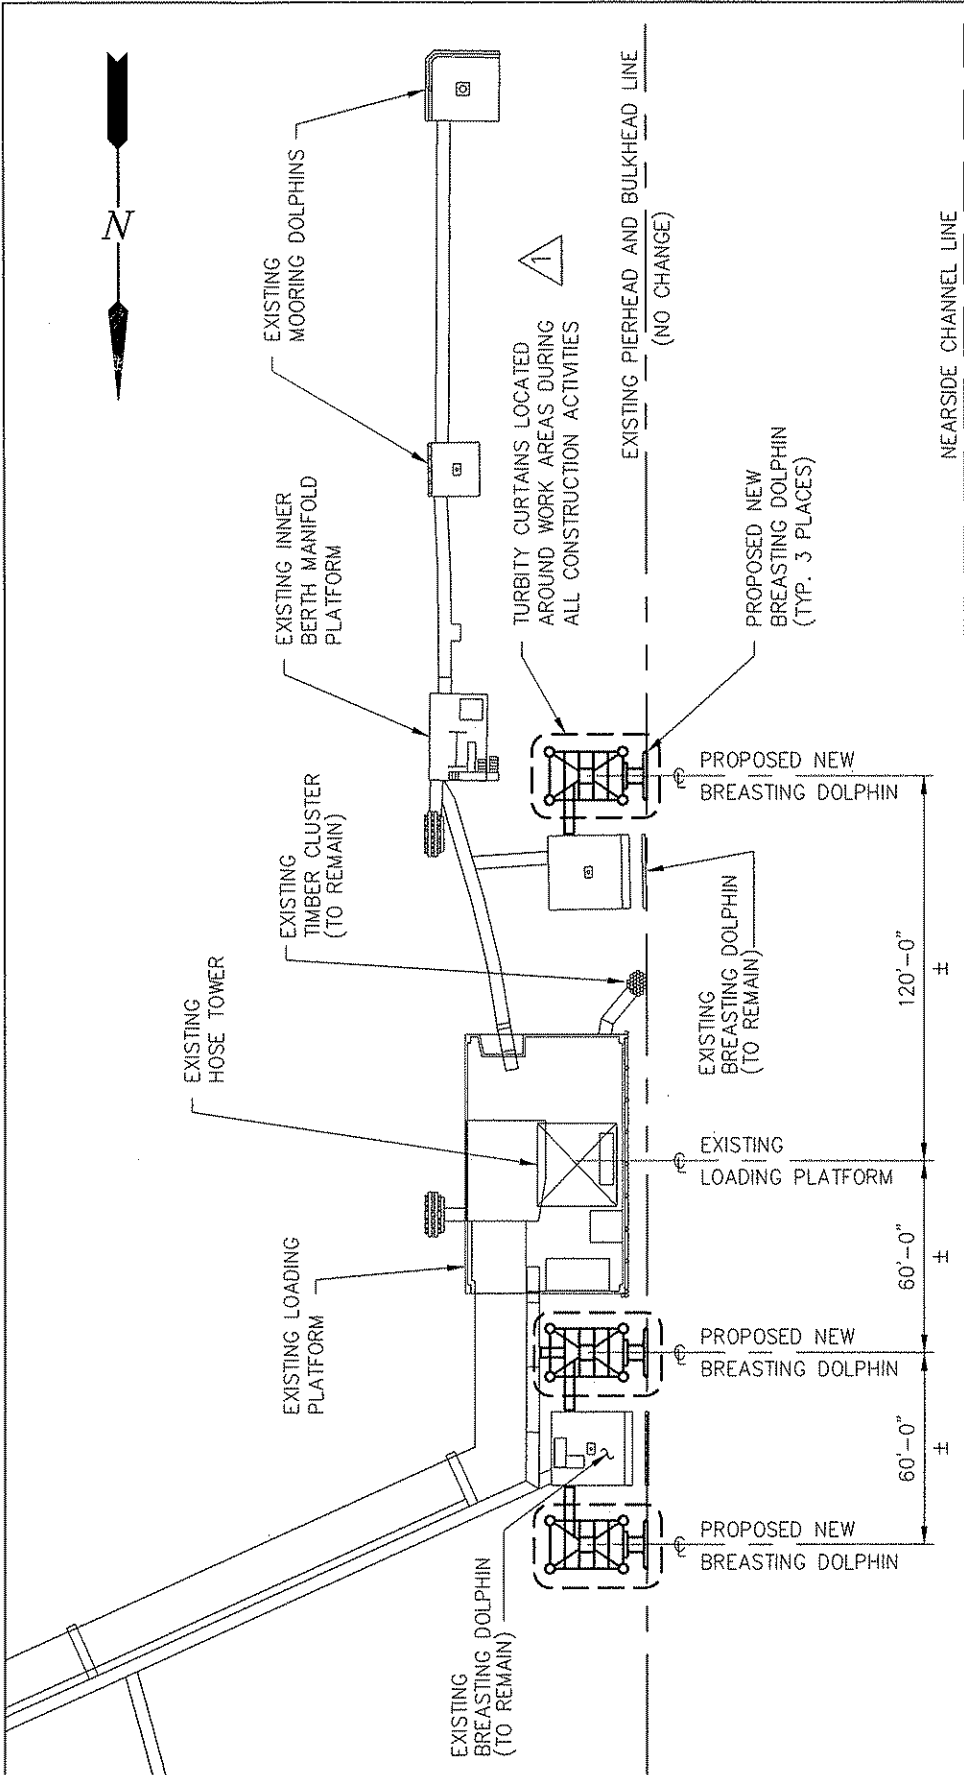 N
EXISTING
MOORING DOLPHINS
EXISTING INNER
BERTH MANIFOLD
PLATFORM
EXISTING
TIMBER CLUSTER
(TO REMAIN)
EXISTING
HOSE TOWER
EXISTING LOADING
PLATFORM
EXISTING
BREASTING DOLPHIN
(TO REMAIN)
TURBITY CURTAINS LOCATED
AROUND WORK AREAS DURING
ALL CONSTRUCTION ACTIVITIES
1
EXISTING PIERHEAD AND BULKHEAD LINE
(NO CHANGE)
PROPOSED NEW
BREASTING DOLPHIN
(TYP. 3 PLACES)
NEARSIDE CHANNEL LINE
EXISTING
BREASTING DOLPHIN
(TO REMAIN)
℄ PROPOSED NEW
BREASTING DOLPHIN
120'-0"
±
℄ EXISTING
LOADING PLATFORM
60'-0"
±
℄ PROPOSED NEW
BREASTING DOLPHIN
60'-0"
±
℄ PROPOSED NEW
BREASTING DOLPHIN